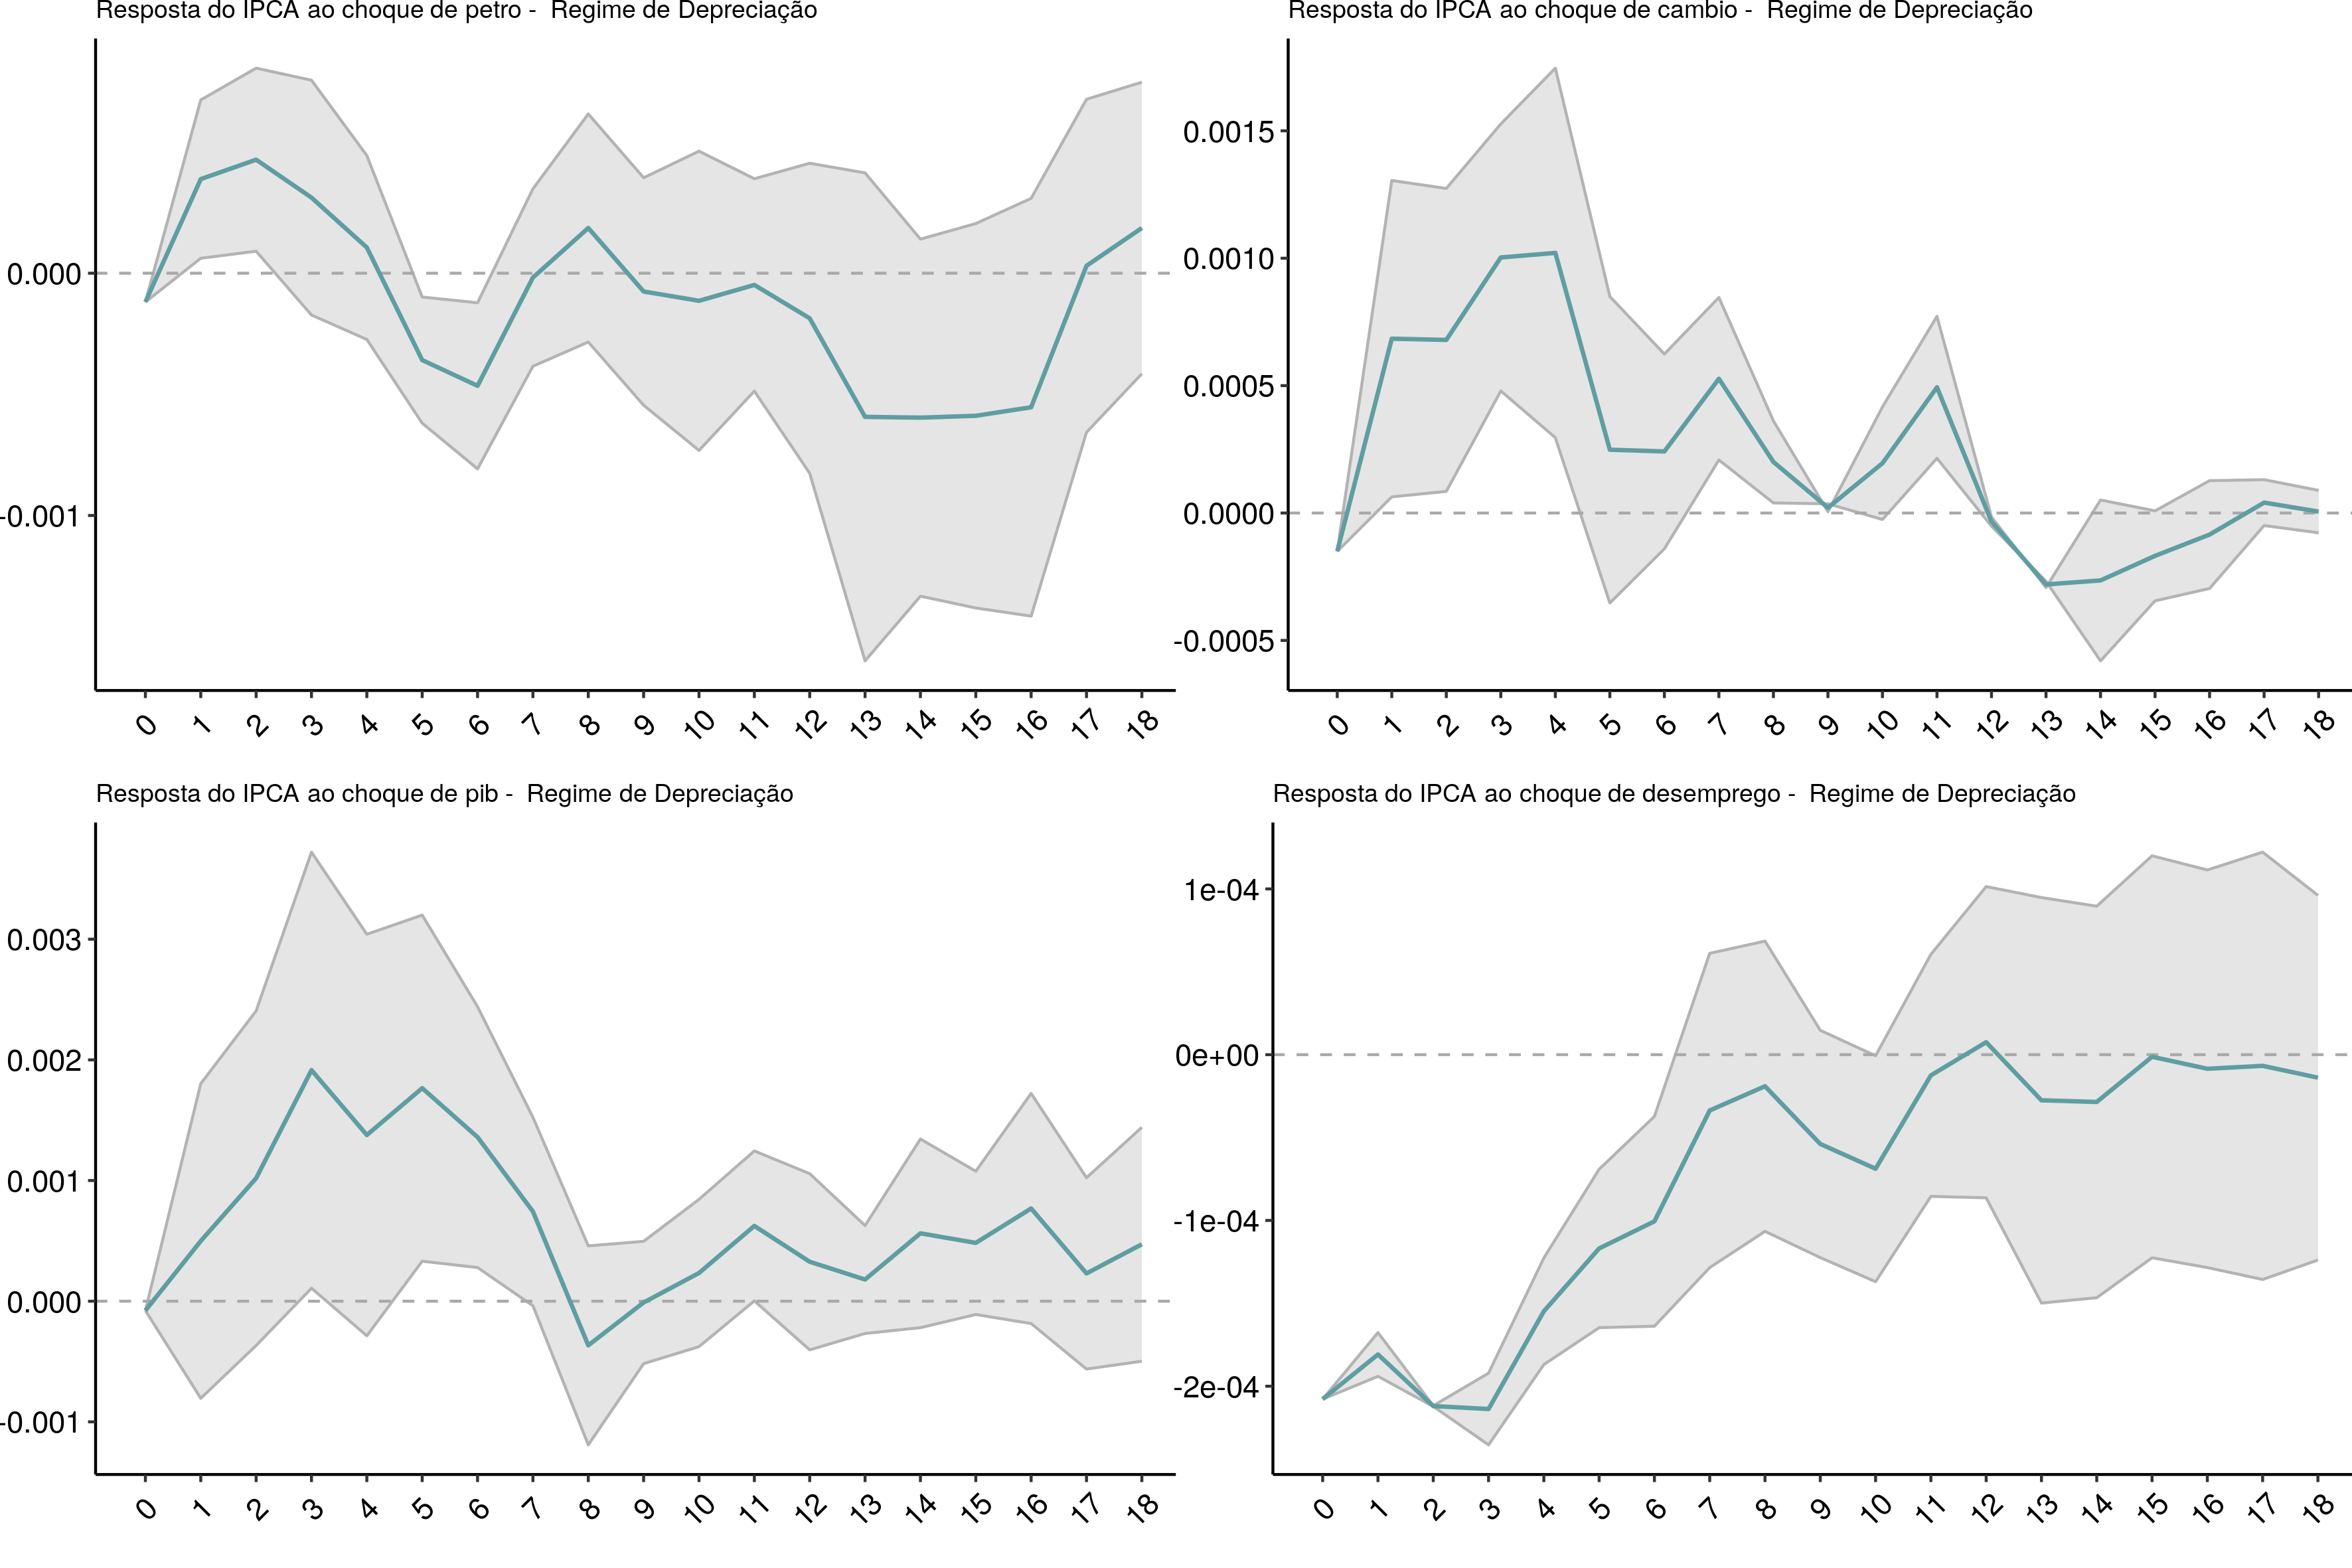 Resposta do IPCA ao choque de petro -  Regime de Depreciação
0.000
-0.001
0 1 2 3 4 5 6 7 8 9 10 11 12 13 14 15 16 17 18
Resposta do IPCA ao choque de cambio -  Regime de Depreciação
0.0015
0.0010
0.0005
0.0000
-0.0005
0 1 2 3 4 5 6 7 8 9 10 11 12 13 14 15 16 17 18
Resposta do IPCA ao choque de pib -  Regime de Depreciação
0.003
0.002
0.001
0.000
-0.001
0 1 2 3 4 5 6 7 8 9 10 11 12 13 14 15 16 17 18
Resposta do IPCA ao choque de desemprego -  Regime de Depreciação
1e-04
0e+00
-1e-04
-2e-04
0 1 2 3 4 5 6 7 8 9 10 11 12 13 14 15 16 17 18